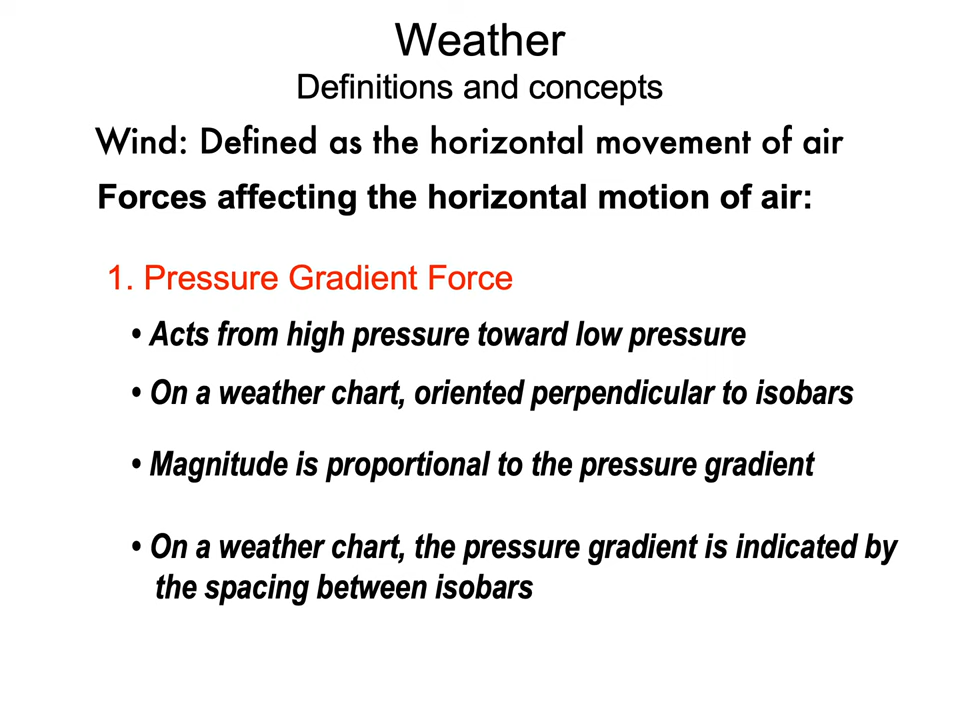 Weather
Definitions and concepts
Wind: Defined as the horizontal movement of air
Forces affecting the horizontal motion of air:
1. Pressure Gradient Force
• Acts from high pressure toward low pressure
• On a weather chart, oriented perpendicular to isobars
• Magnitude is proportional to the pressure gradient
• On a weather chart, the pressure gradient is indicated by
the spacing between isobars